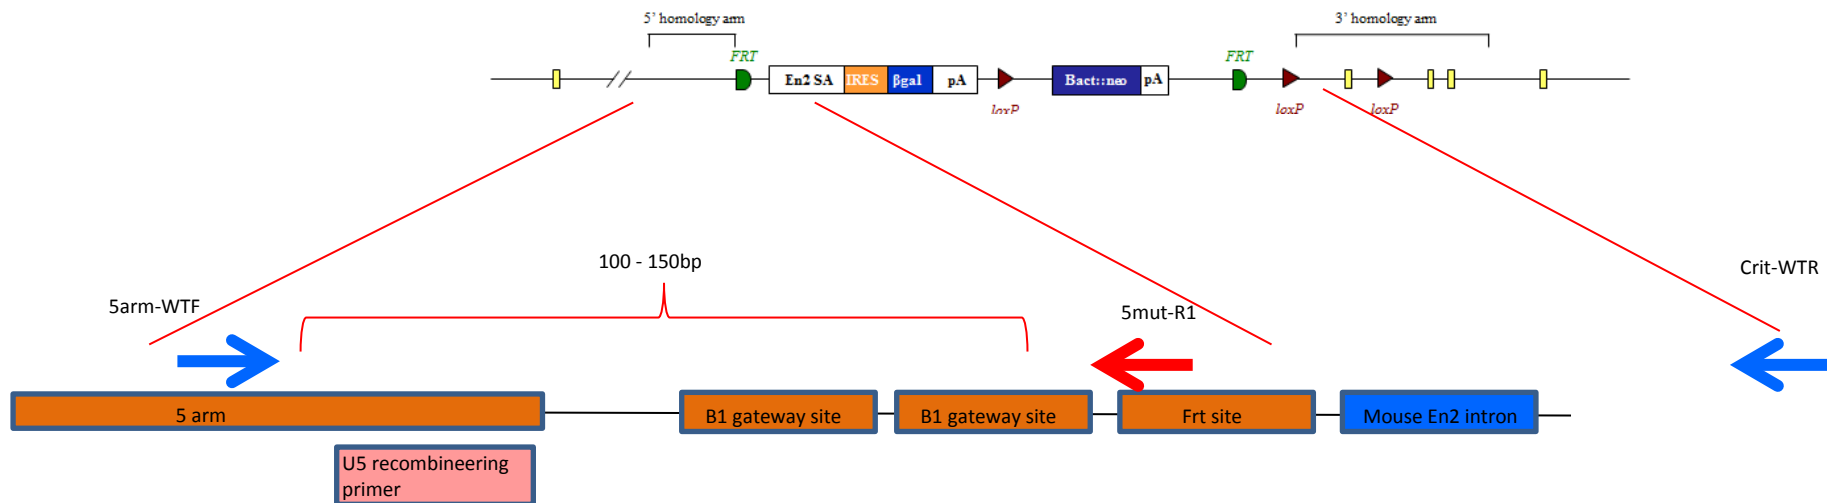 5' homology arm
3' homology arm
FRT
FRT
En2 SA IRES βgal pA
Bact::neo pA
loxP
loxP
loxP
100 - 150bp
Crit-WTR
5arm-WTF
5mut-R1
5 arm
B1 gateway site
B1 gateway site
Frt site
Mouse En2 intron
U5 recombineering
primer